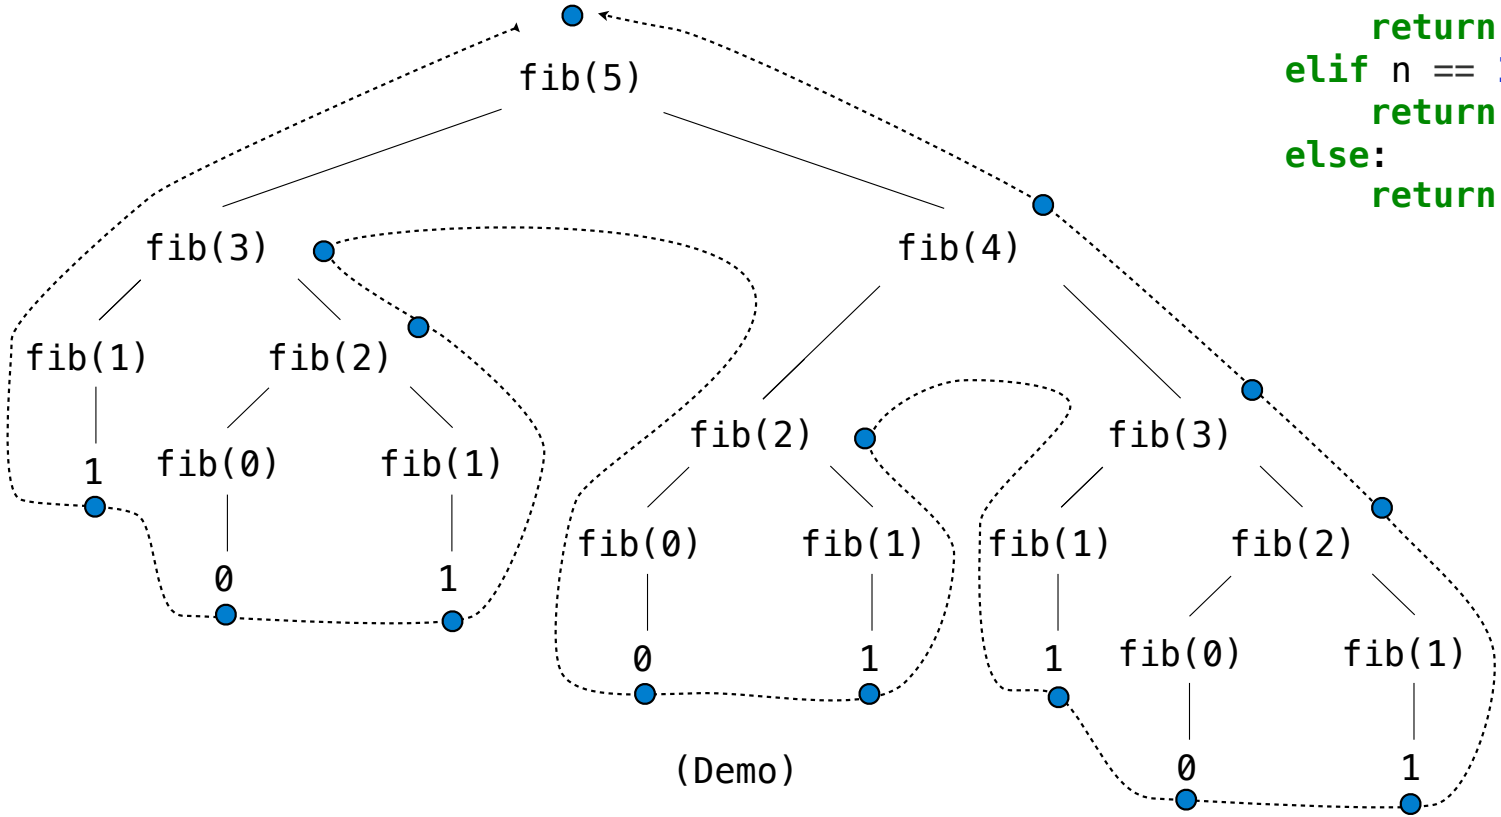 return
elif n ==
return
else:
return
fib(5)
fib(3) fib(4)
fib(1) fib(2)
fib(2) fib(3)
1 fib(0) fib(1)
fib(0) fib(1) fib(1) fib(2)
0 1
0 1 1 fib(0) fib(1)
0 1
(Demo)